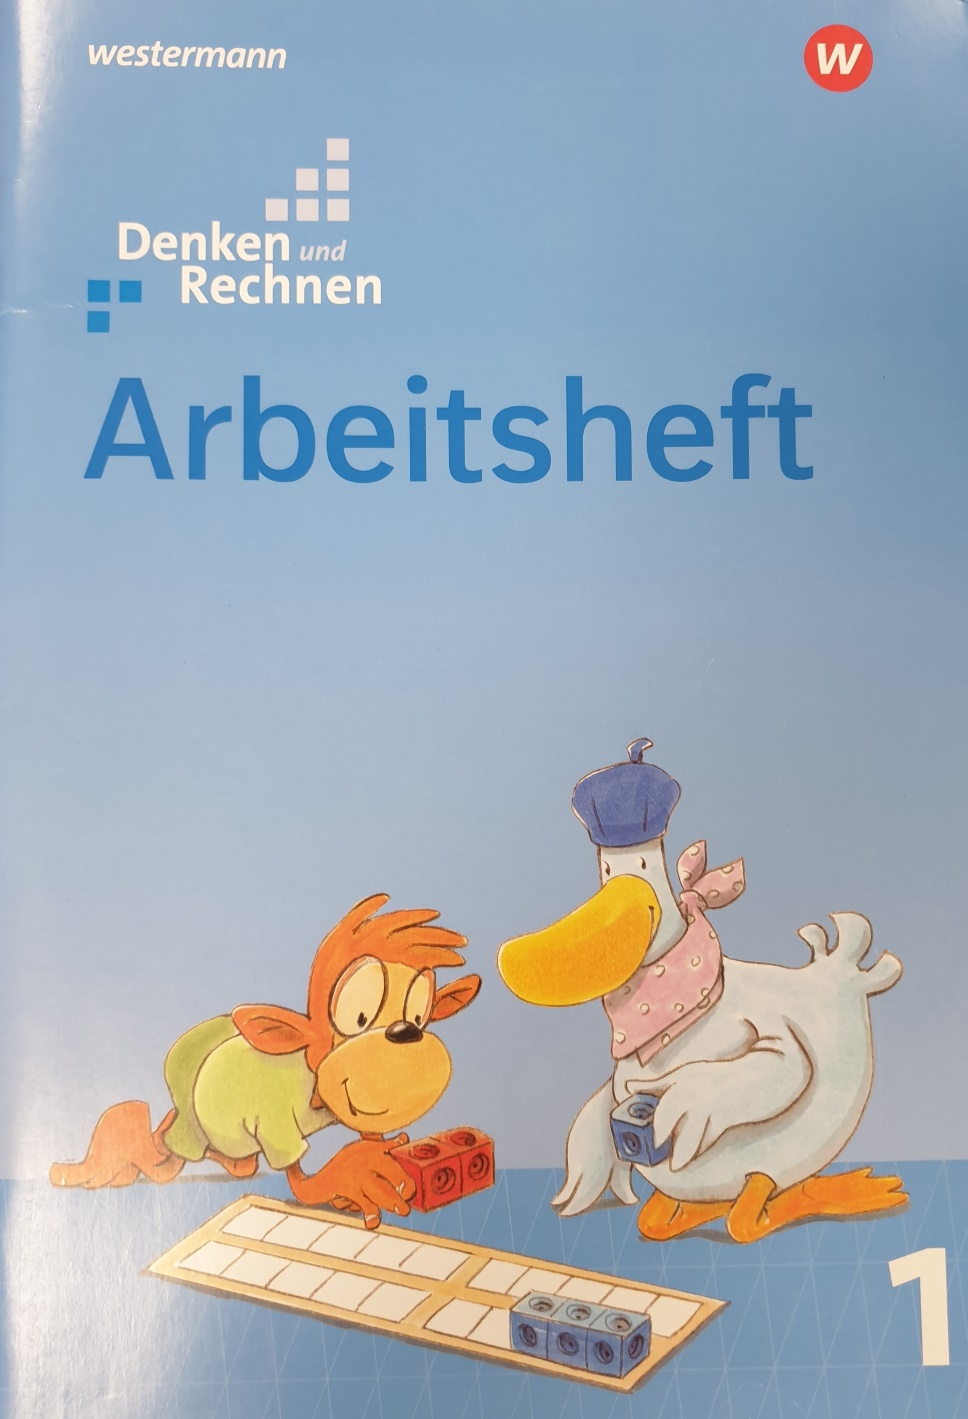 westermann
W
Denken und
Rechnen
Arbeitsheft
1